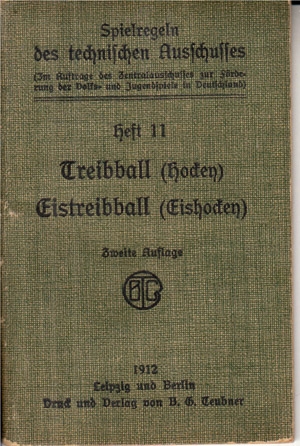 Spielregeln
des technischen Ausschusses
(Im Auftrage des Zentralausschusses zur Förde-
rung der Volks- und Jugendspiele in Deutschland)
Heft 11
Treibball (Hockey)
Eistreibball (Eishockey)
Zweite Auflage
BGT
1912
Leipzig und Berlin
Druck und Verlag von B. G. Teubner